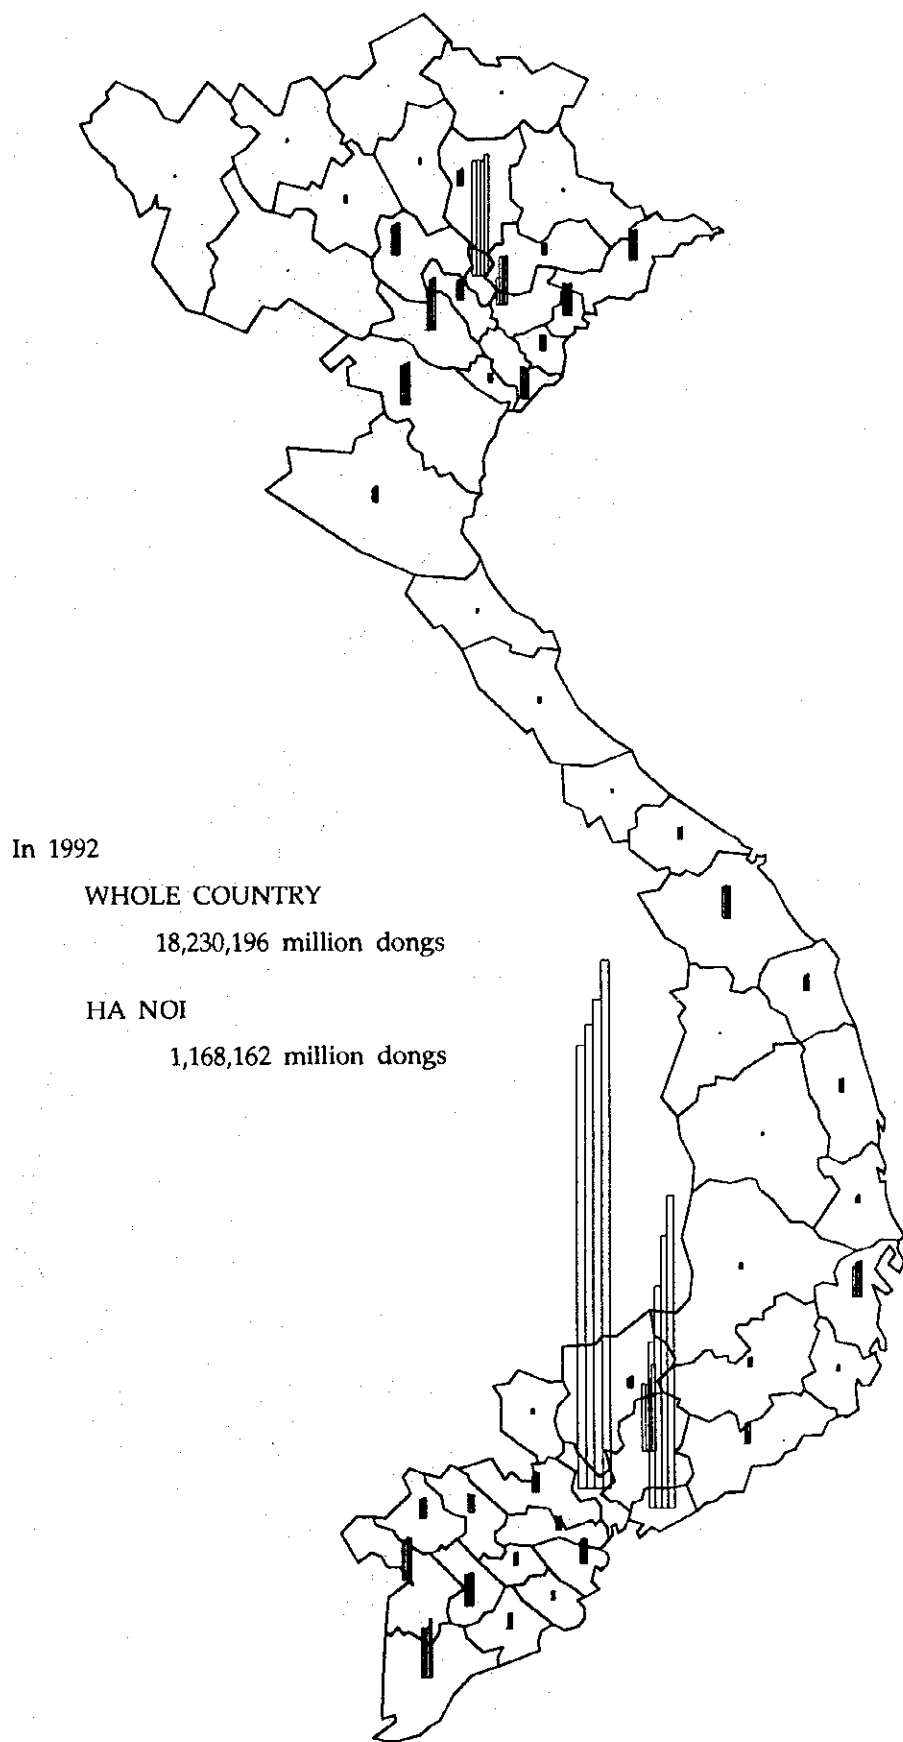 In 1992
WHOLE COUNTRY
18,230,196 million dongs
HA NOI
1,168,162 million dongs